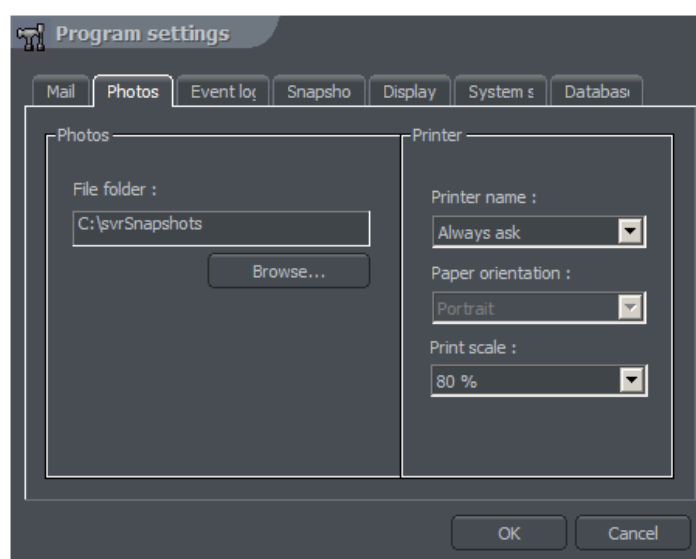 Program settings
Mail Photos Event log Snapsho Display System s Databas
Photos
File folder :
C:\svrSnapshots
Browse...
Printer
Printer name :
Always ask
Paper orientation :
Portrait
Print scale :
80 %
OK Cancel